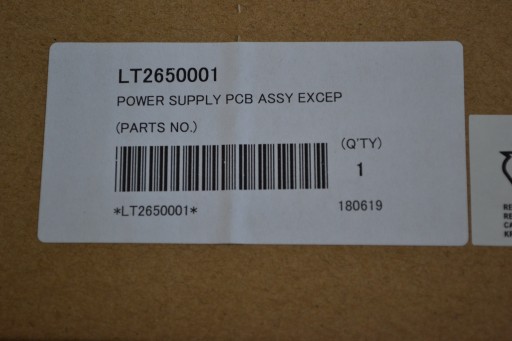 LT2650001
POWER SUPPLY PCB ASSY EXCEP
(PARTS NO.)
(Q'TY)
1
*LT2650001*
180619